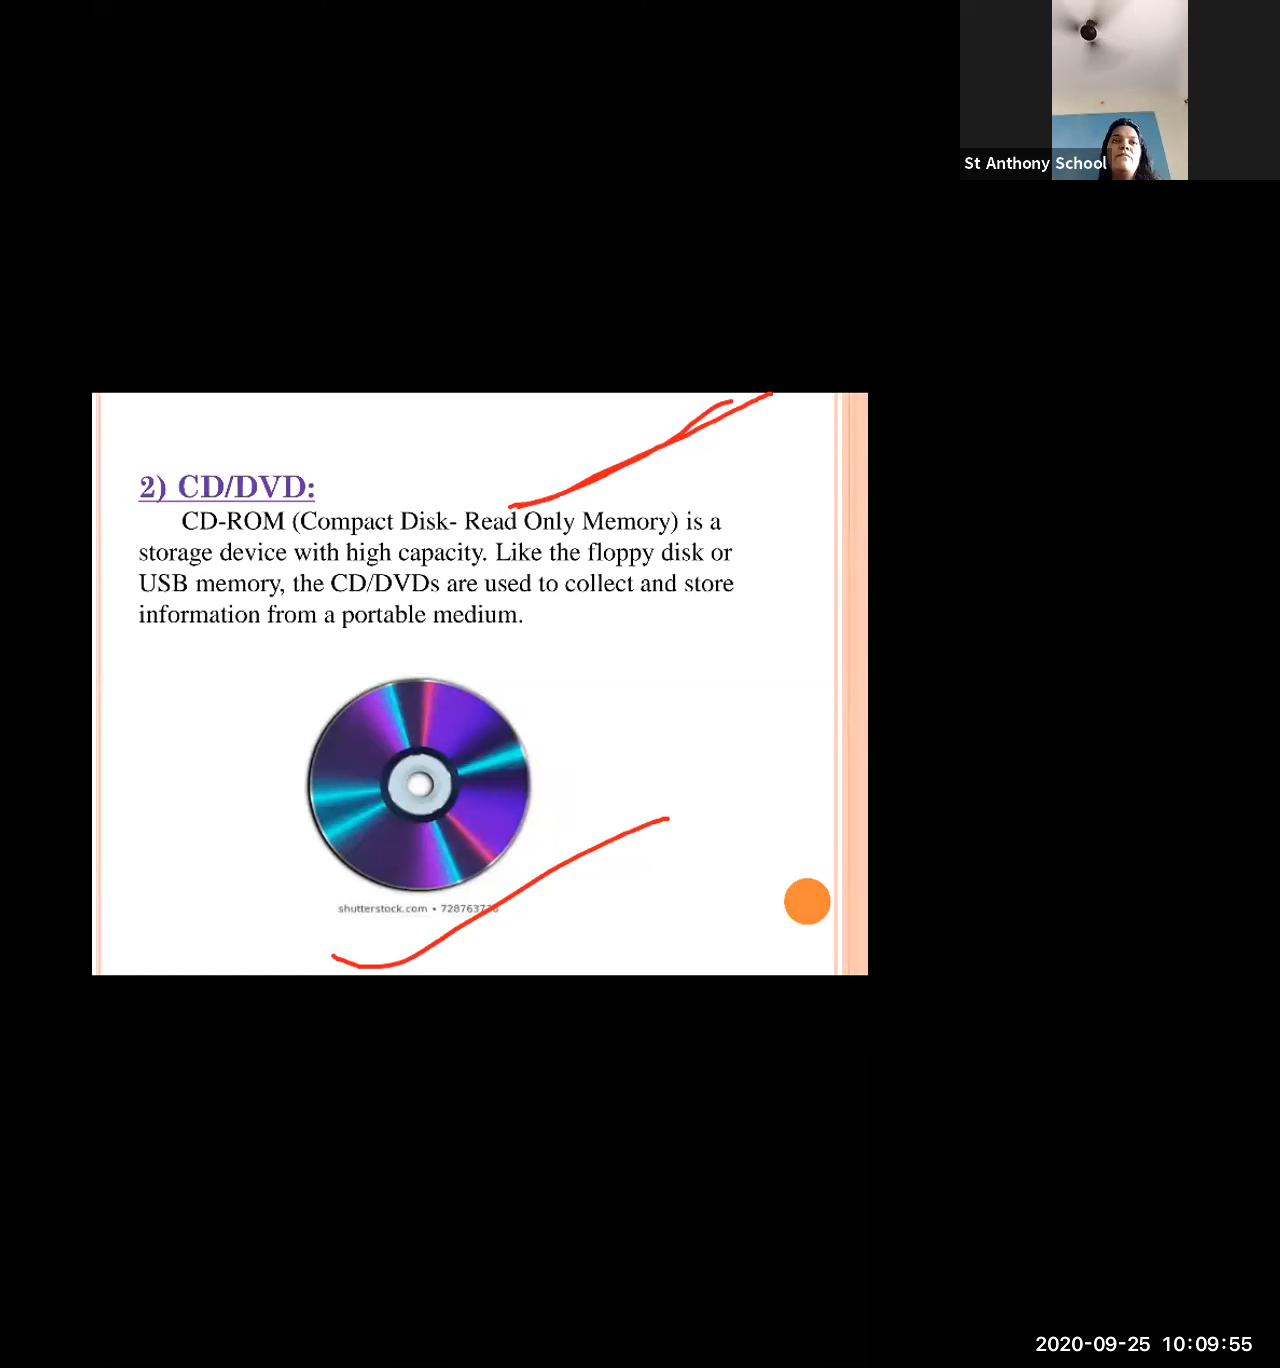 St Anthony School
2) CD/DVD:
CD-ROM (Compact Disk- Read Only Memory) is a
storage device with high capacity. Like the floppy disk or
USB memory, the CD/DVDs are used to collect and store
information from a portable medium.
shutterstock.com •
2020-09-25 10:09:55